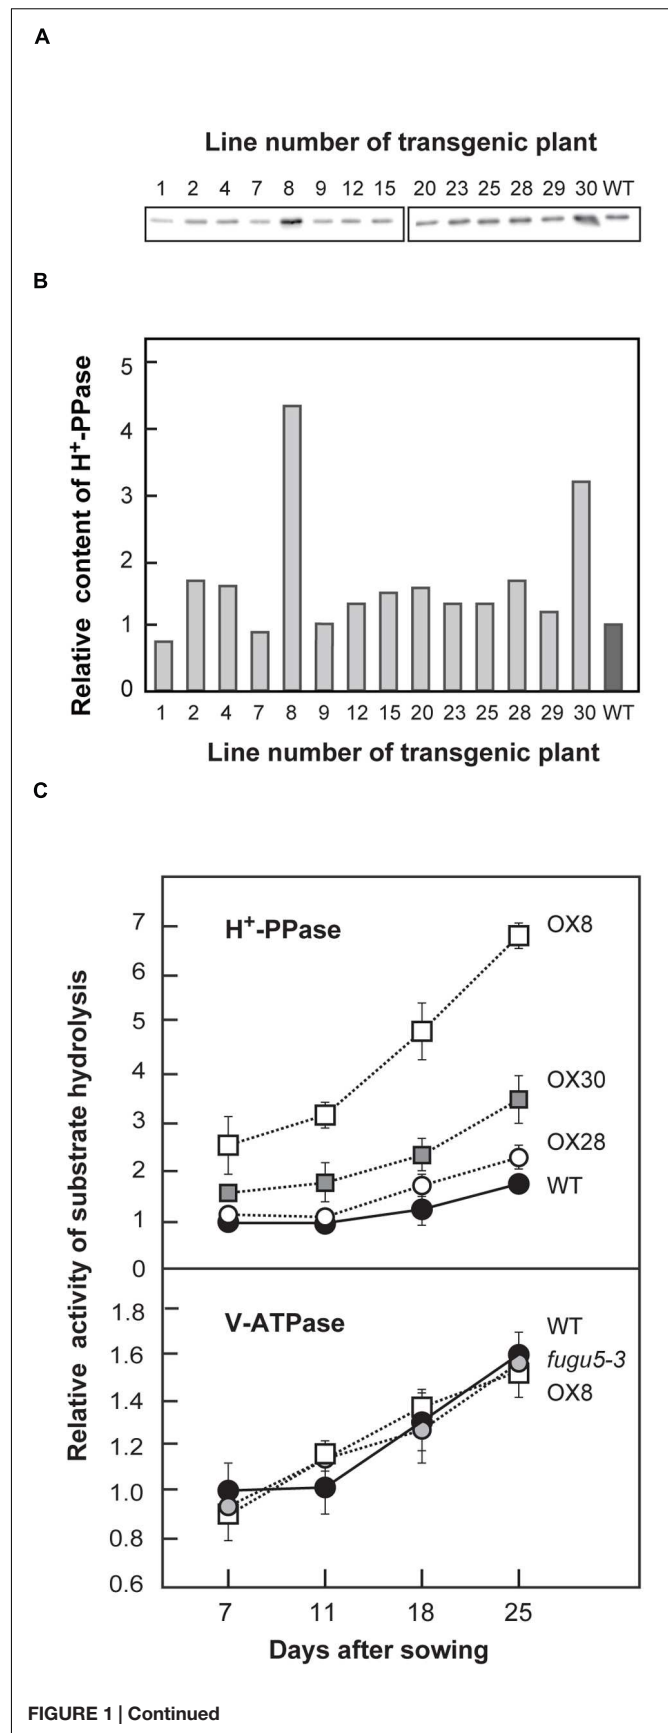 A
Line number of transgenic plant
1 2 4 7 8 9 12 15 20 23 25 28 29 30 WT
B
Relative content of H⁺-PPase
5
4
3
2
1
0
1 2 4 7 8 9 12 15 20 23 25 28 29 30 WT
Line number of transgenic plant
C
Relative activity of substrate hydrolysis
H⁺-PPase
7
6
5
4
3
2
1
0
OX8
OX30
OX28
WT
V-ATPase
1.8
1.6
1.4
1.2
1.0
0.8
0.6
WT
fugu5-3
OX8
7 11 18 25
Days after sowing
FIGURE 1 | Continued